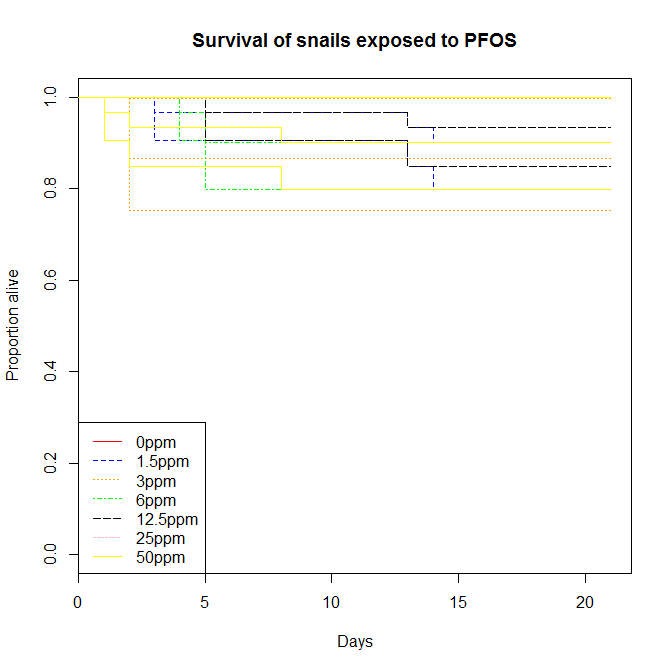 Survival of snails exposed to PFOS
Proportion alive
1.0
0.8
0.6
0.4
0.2
0.0
0ppm
1.5ppm
3ppm
6ppm
12.5ppm
25ppm
50ppm
0 5 10 15 20
Days